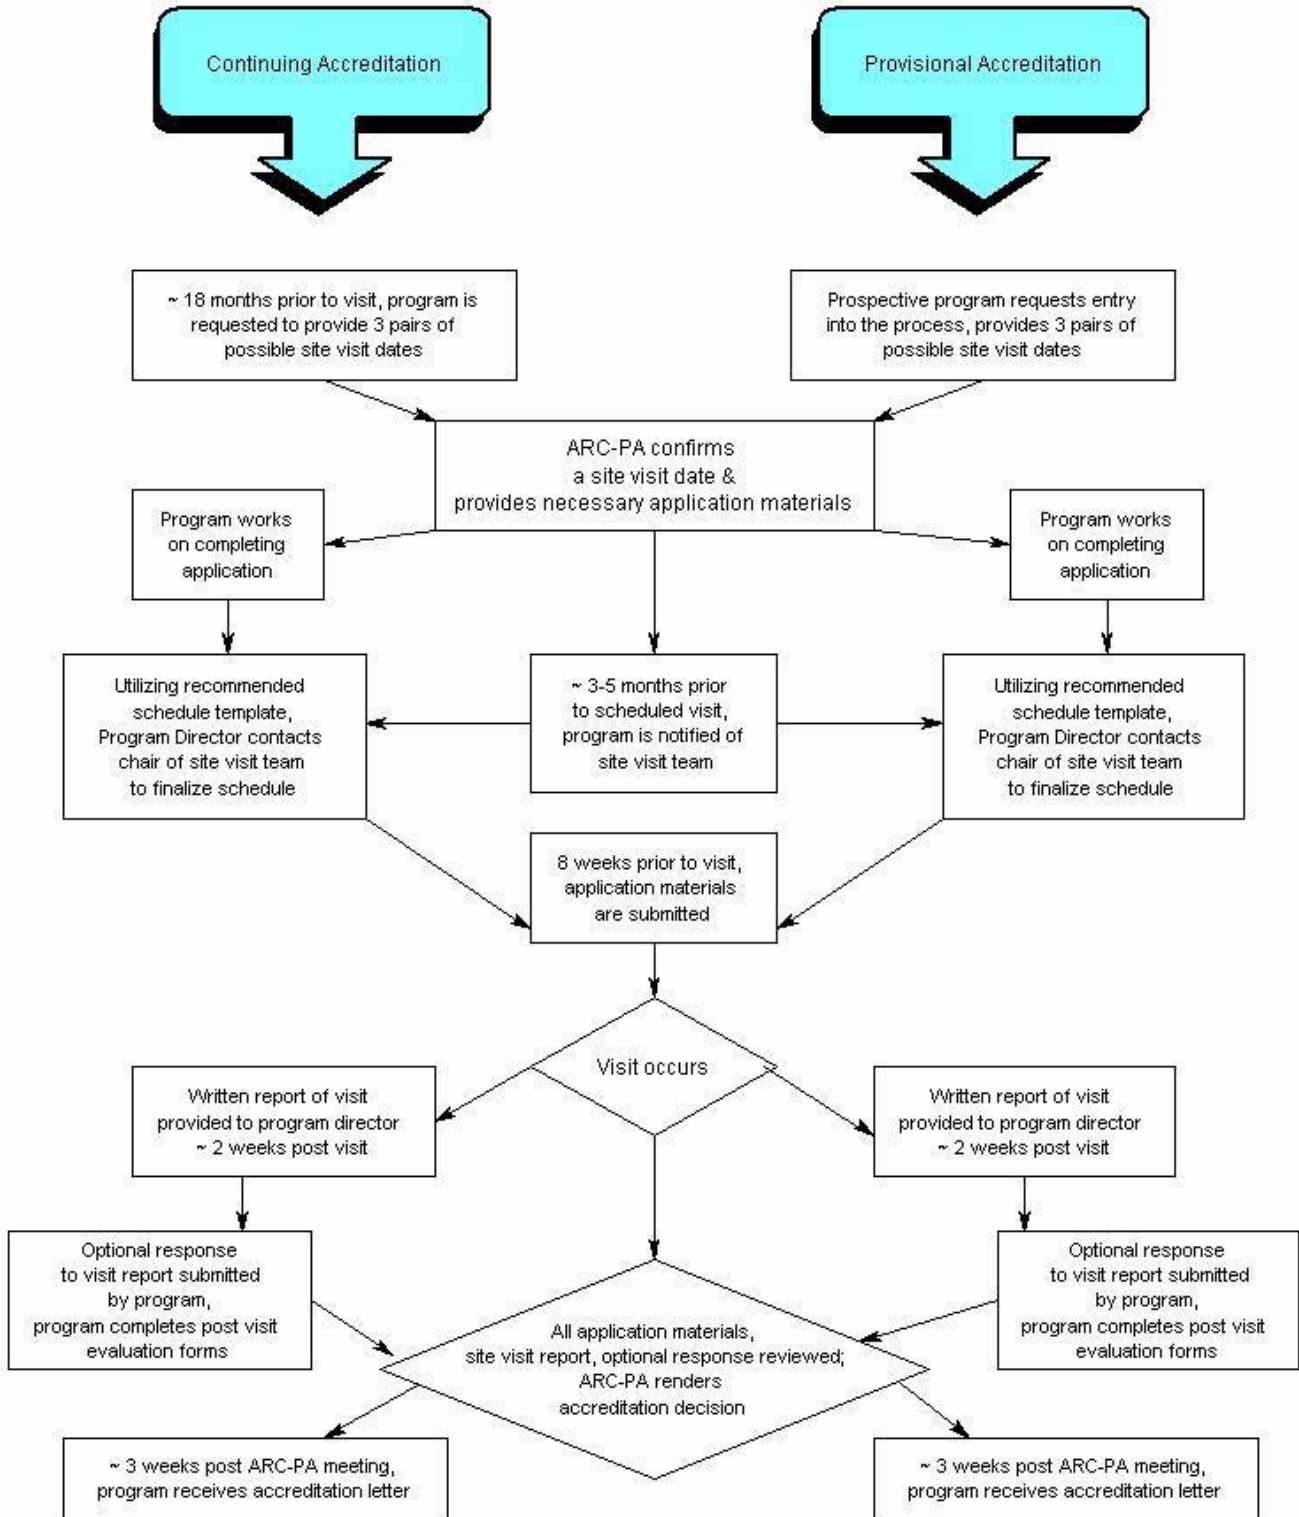 Continuing Accreditation
Provisional Accreditation
~ 18 months prior to visit, program is
requested to provide 3 pairs of
possible site visit dates
Prospective program requests entry
into the process, provides 3 pairs of
possible site visit dates
ARC-PA confirms
a site visit date &
provides necessary application materials
Program works
on completing
application
Program works
on completing
application
Utilizing recommended
schedule template,
Program Director contacts
chair of site visit team
to finalize schedule
~ 3-5 months prior
to scheduled visit,
program is notified of
site visit team
Utilizing recommended
schedule template,
Program Director contacts
chair of site visit team
to finalize schedule
8 weeks prior to visit,
application materials
are submitted
Visit occurs
Written report of visit
provided to program director
~ 2 weeks post visit
Written report of visit
provided to program director
~ 2 weeks post visit
Optional response
to visit report submitted
by program,
program completes post visit
evaluation forms
Optional response
to visit report submitted
by program,
program completes post visit
evaluation forms
All application materials,
site visit report, optional response reviewed;
ARC-PA renders
accreditation decision
~ 3 weeks post ARC-PA meeting,
program receives accreditation letter
~ 3 weeks post ARC-PA meeting,
program receives accreditation letter